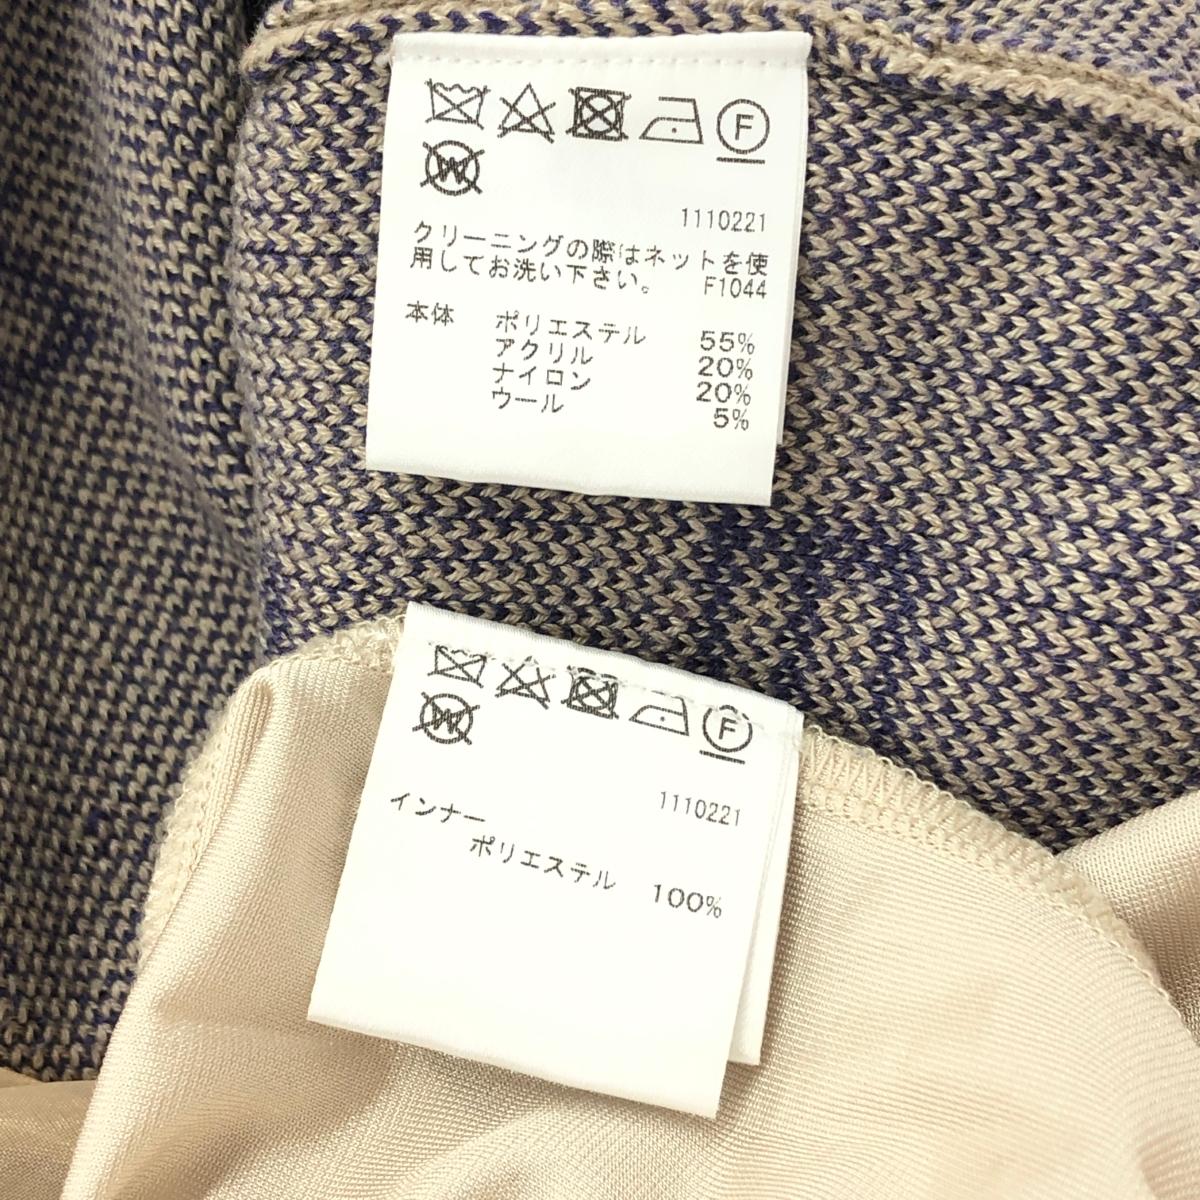 F
W
1110221
クリーニングの際はネットを使
用してお洗い下さい。 F1044
本体 ポリエステル 55%
アクリル 20%
ナイロン 20%
ウール 5%
F
W
1110221
インナー
ポリエステル 100%